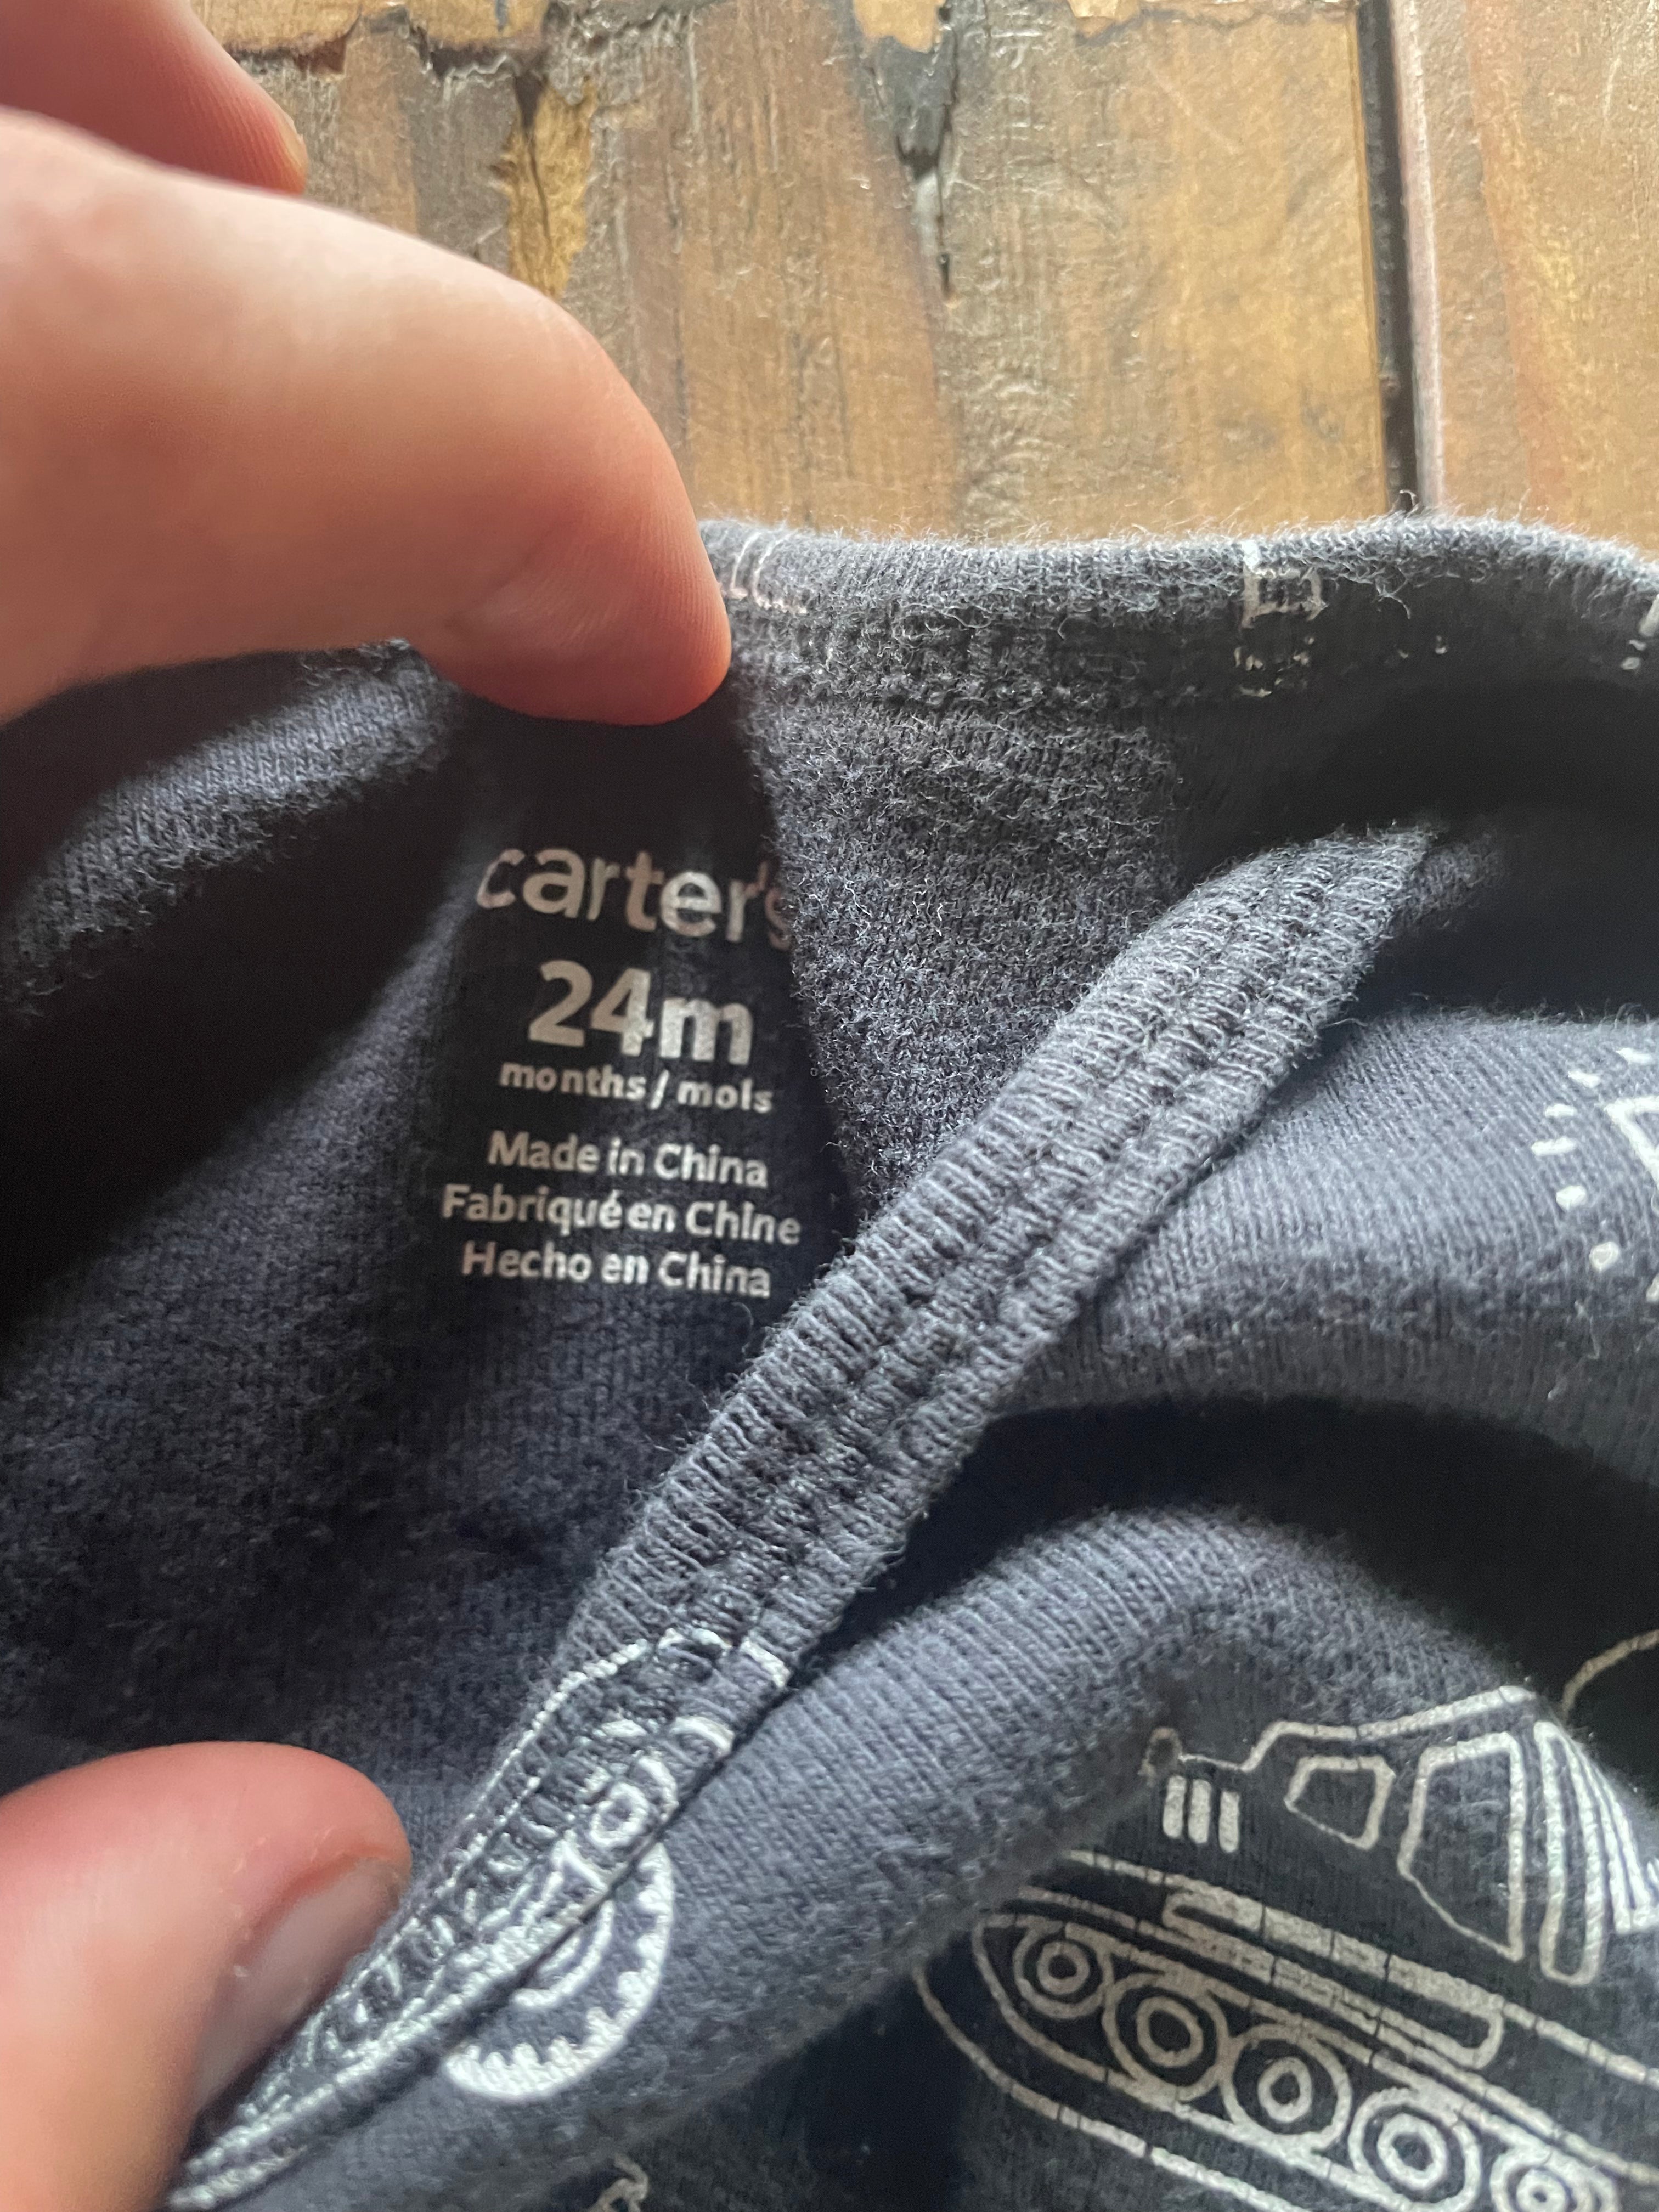 carter's
24m
months / mois
Made in China
Fabriqué en Chine
Hecho en China